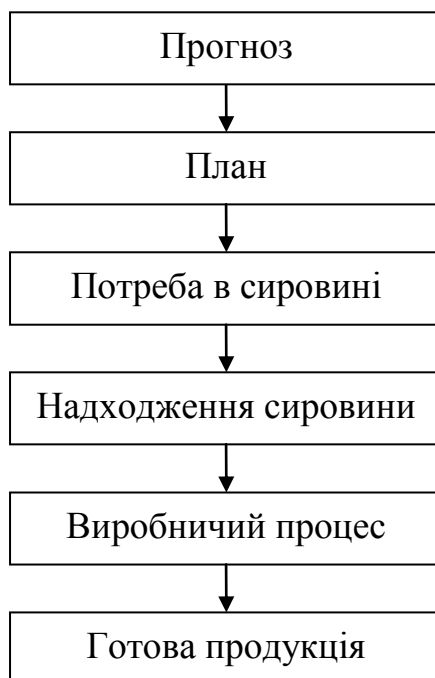 Прогноз
План
Потреба в сировині
Надходження сировини
Виробничий процес
Готова продукція